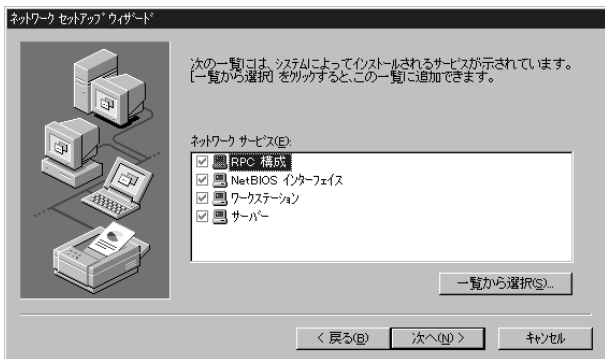 ネットワーク セットアップ ウィザード
次の一覧には、システムによってインストールされるサービスが示されています。
[一覧から選択] をクリックすると、この一覧に追加できます。
ネットワーク サービス(E):
RPC 構成
NetBIOS インターフェイス
ワークステーション
サーバー
一覧から選択(S)...
< 戻る(B)
次へ(N) >
キャンセル